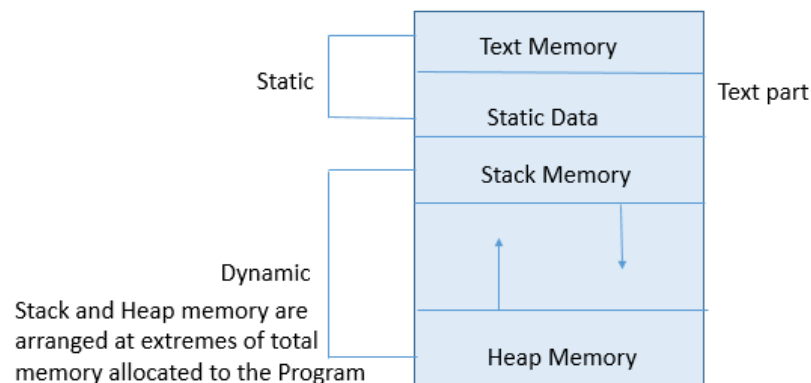 Text Memory
Static
Text part
Static Data
Stack Memory
Dynamic
Stack and Heap memory are
arranged at extremes of total
memory allocated to the Program
Heap Memory